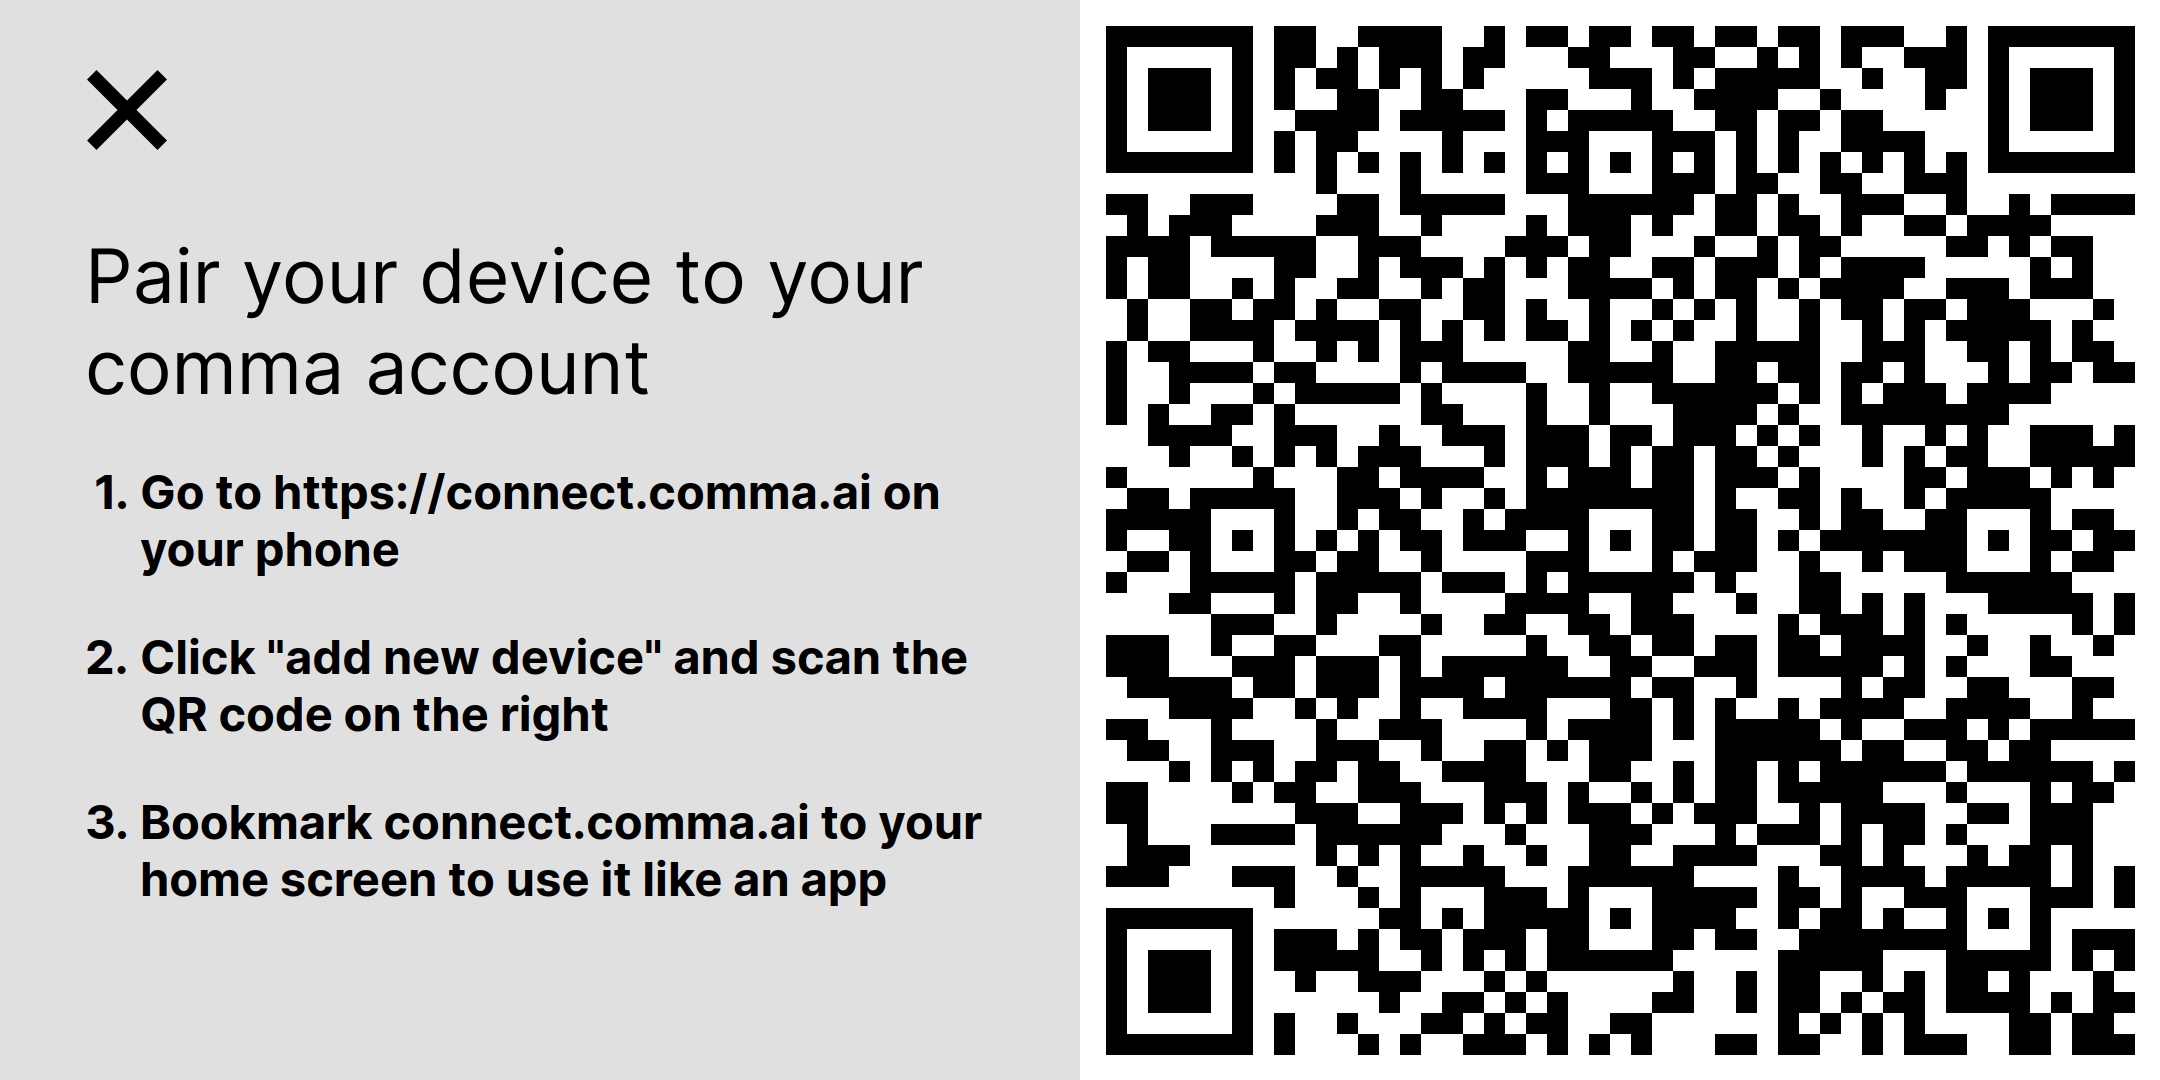 Pair your device to your
comma account
1. Go to https://connect.comma.ai on
your phone
2. Click "add new device" and scan the
QR code on the right
3. Bookmark connect.comma.ai to your
home screen to use it like an app